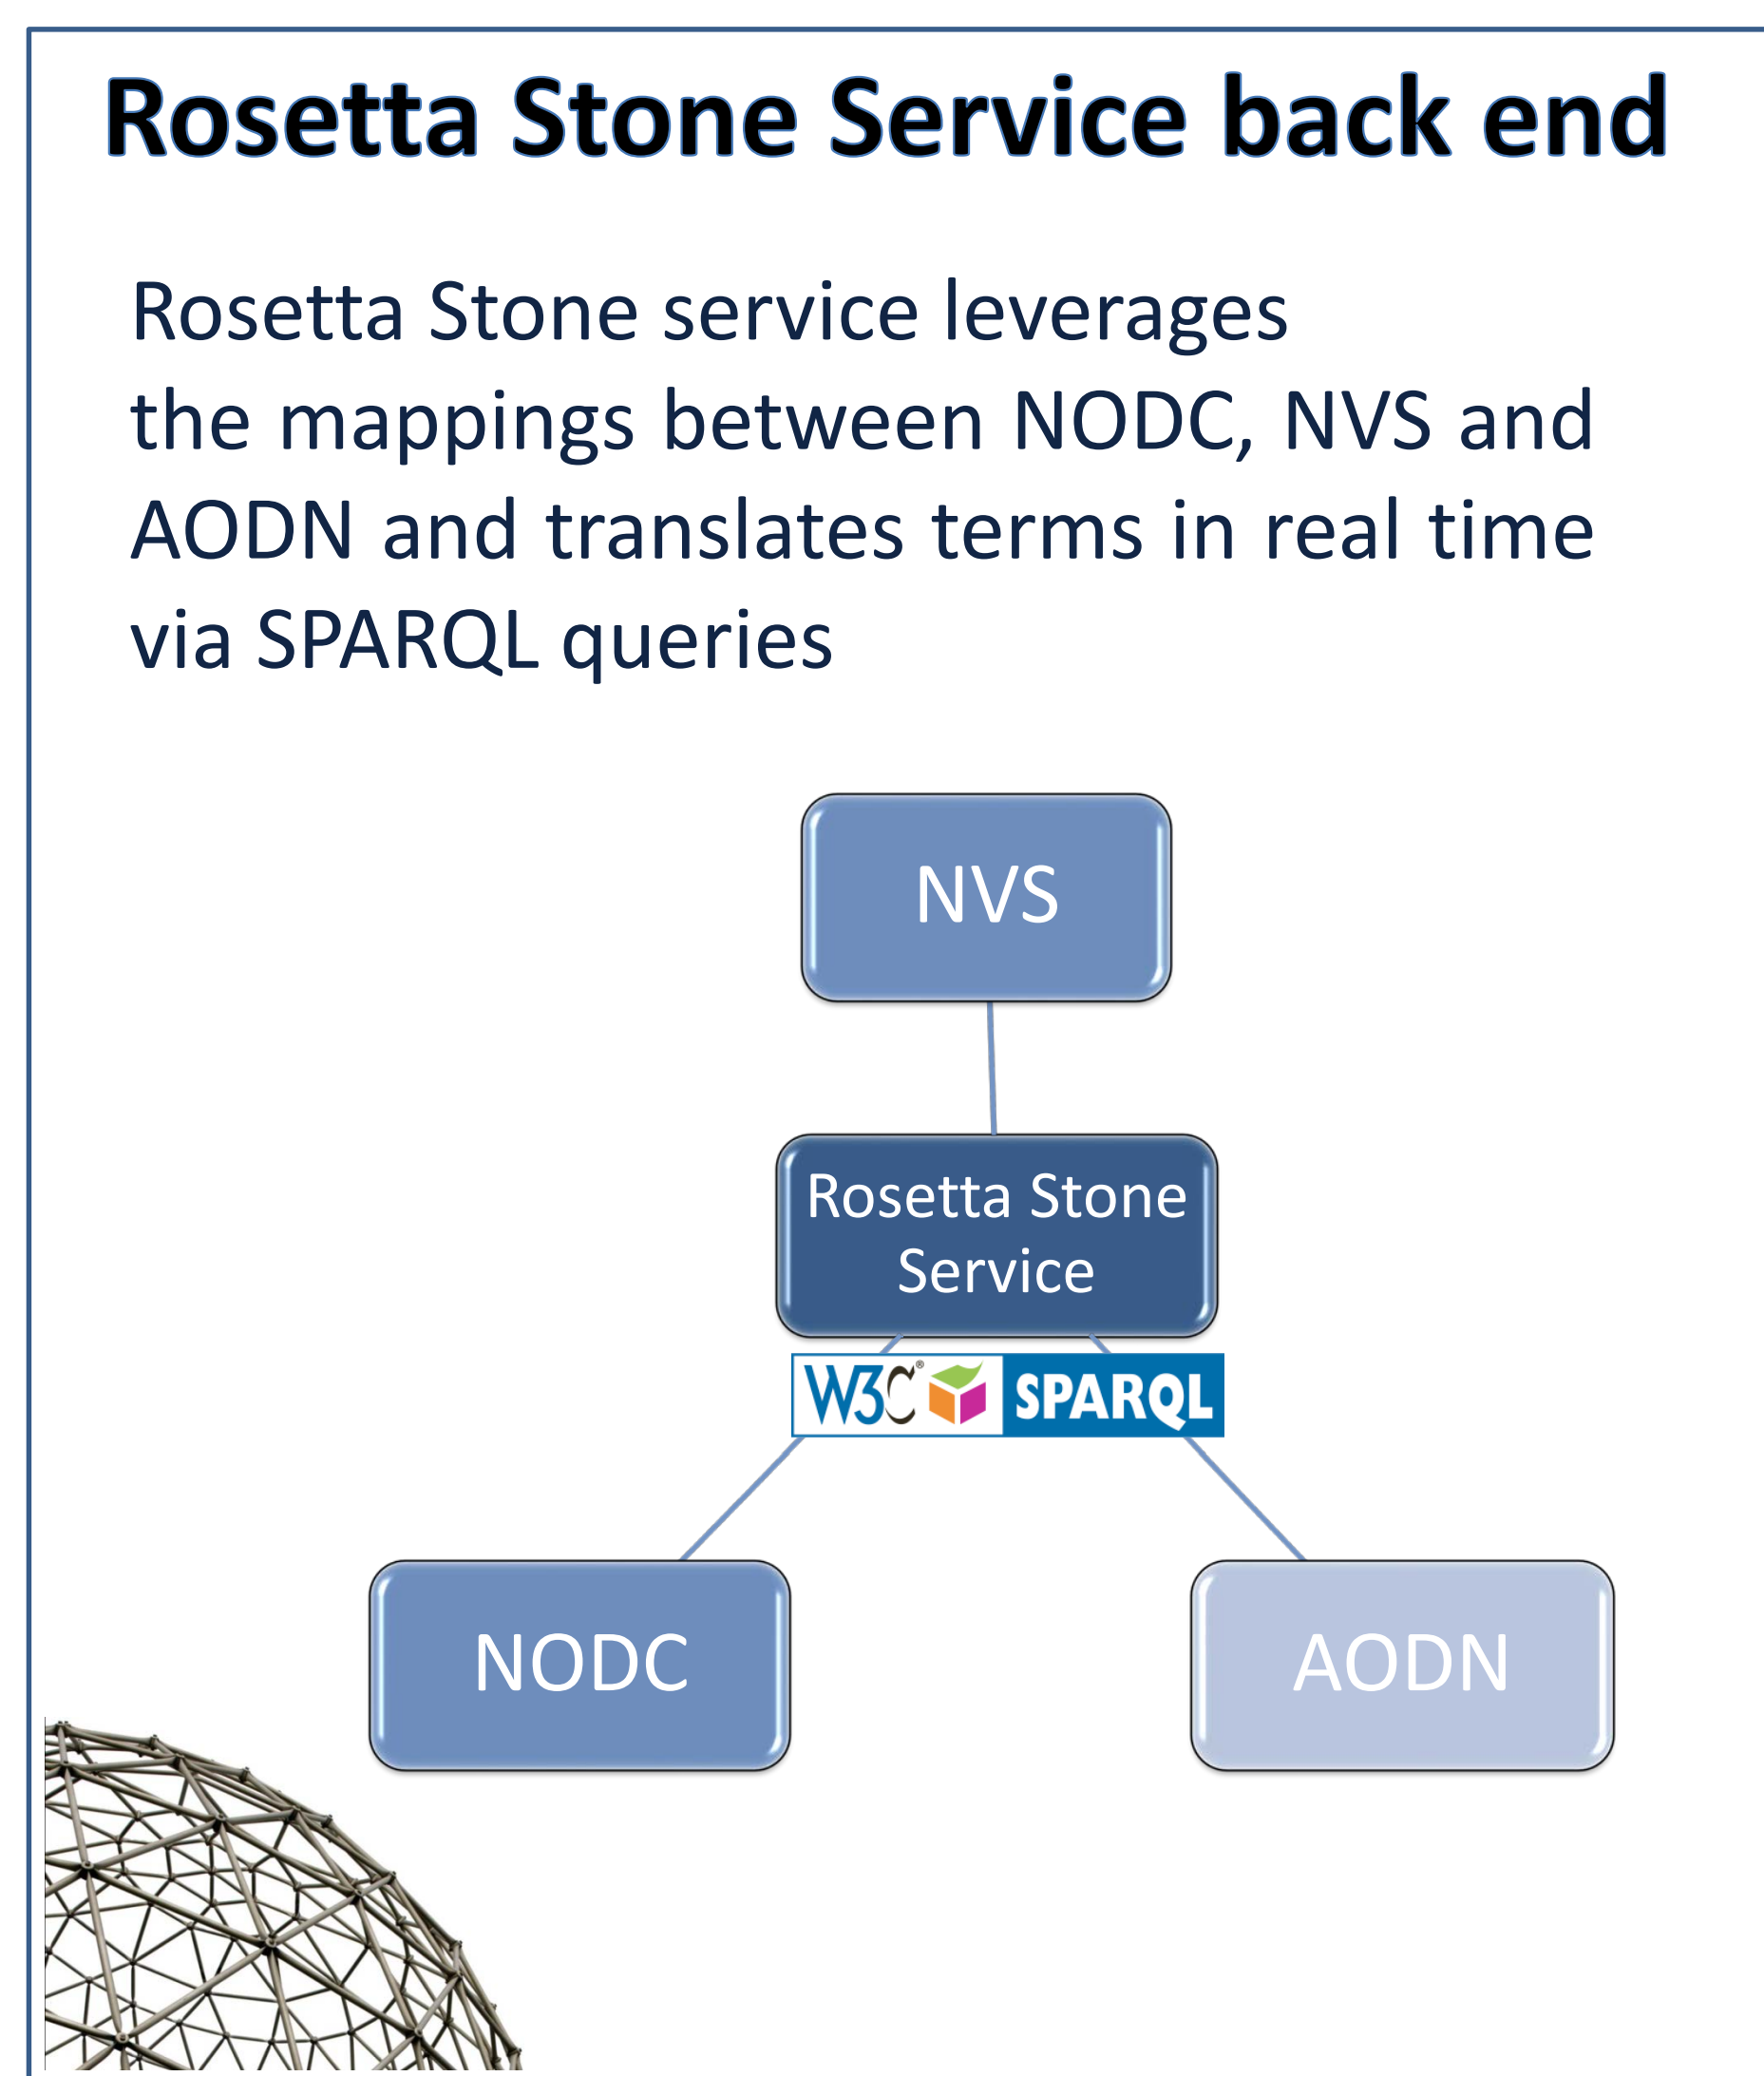 Rosetta Stone Service back end
Rosetta Stone service leverages
the mappings between NODC, NVS and
AODN and translates terms in real time
via SPARQL queries
NVS
Rosetta Stone
Service
W3C® SPARQL
NODC
AODN